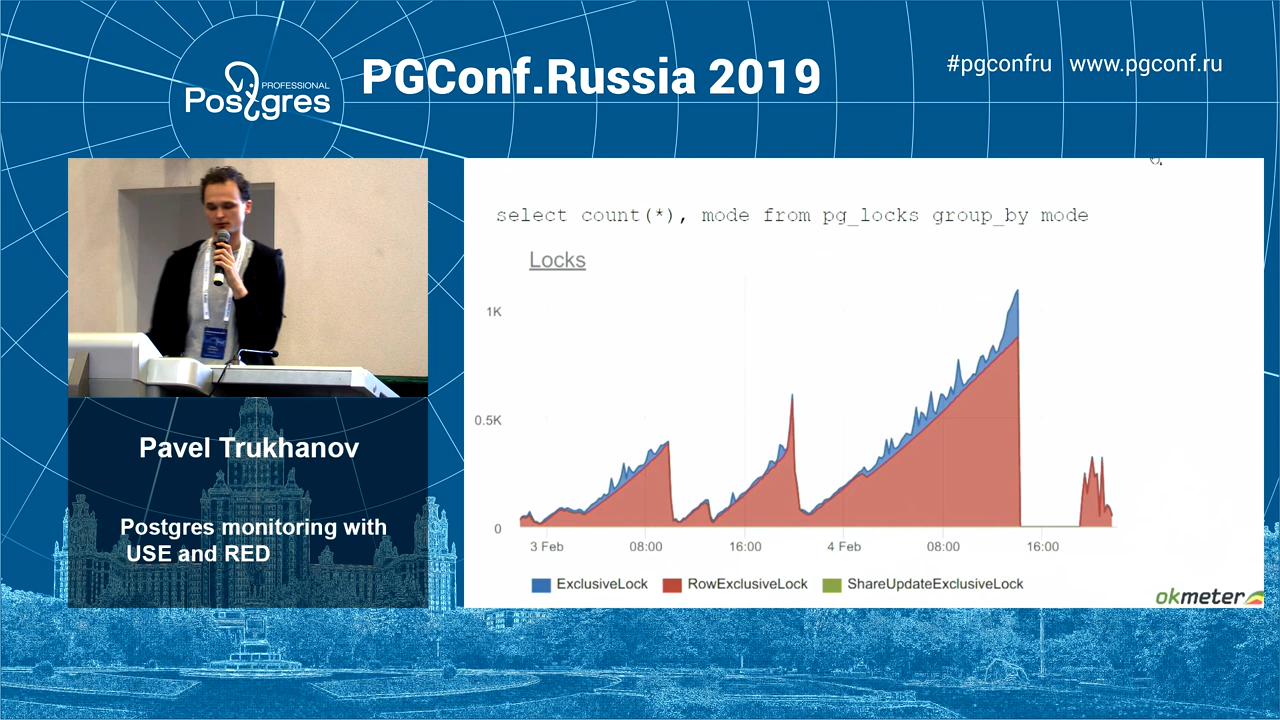 PROFESSIONAL
Postgres
PGConf.Russia 2019
#pgconfru www.pgconf.ru
Pavel Trukhanov
Postgres monitoring with
USE and RED
select count(*), mode from pg_locks group_by mode
Locks
1K
0.5K
0
3 Feb 08:00 16:00 4 Feb 08:00 16:00
ExclusiveLock RowExclusiveLock ShareUpdateExclusiveLock
okmeter